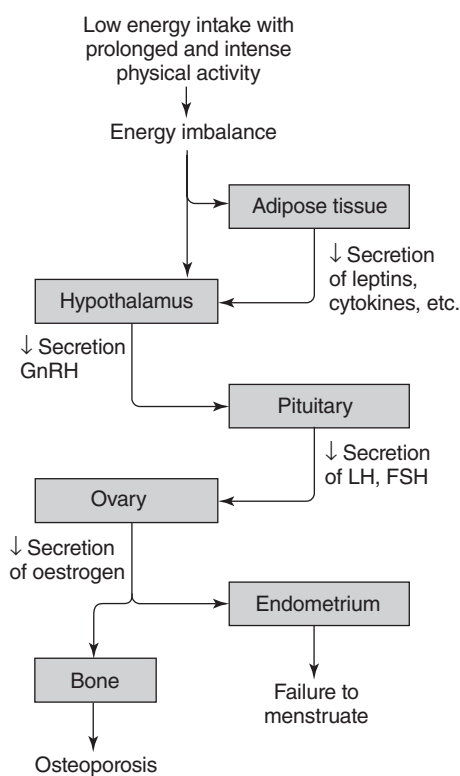 Low energy intake with
prolonged and intense
physical activity
Energy imbalance
Adipose tissue
↓ Secretion
of leptins,
cytokines, etc.
Hypothalamus
↓ Secretion
GnRH
Pituitary
↓ Secretion
of LH, FSH
Ovary
↓ Secretion
of oestrogen
Endometrium
Bone
Failure to
menstruate
Osteoporosis